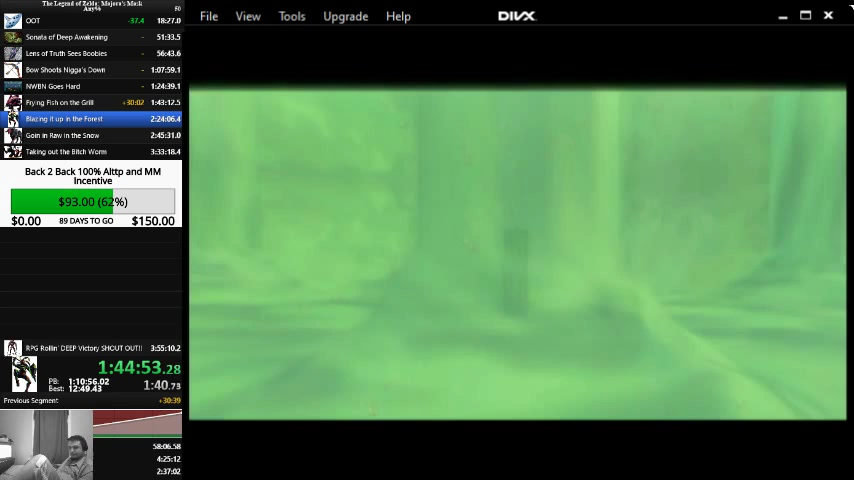 The Legend of Zelda: Majora's Mask
Any%
50
OOT -37.4 18:27.0
Sonata of Deep Awakening - 51:33.5
Lens of Truth Sees Boobies - 56:43.6
Bow Shoots Nigga's Down - 1:07:59.1
NWBN Goes Hard - 1:24:39.1
Frying Fish on the Grill +30:02 1:43:12.5
Blazing it up in the Forest 2:24:06.4
Goin in Raw in the Snow 2:45:31.0
Taking out the Bitch Worm 3:33:18.4
Back 2 Back 100% Alttp and MM
Incentive
$93.00 (62%)
$0.00 89 DAYS TO GO $150.00
RPG Rollin' DEEP Victory SHOUT OUT!! 3:55:10.2
1:44:53.28
PB: 1:10:56.02
Best: 12:49.43
1:40.73
Previous Segment +30:39
58:06.58
4:25:12
2:37:02
File View Tools Upgrade Help
DIVX